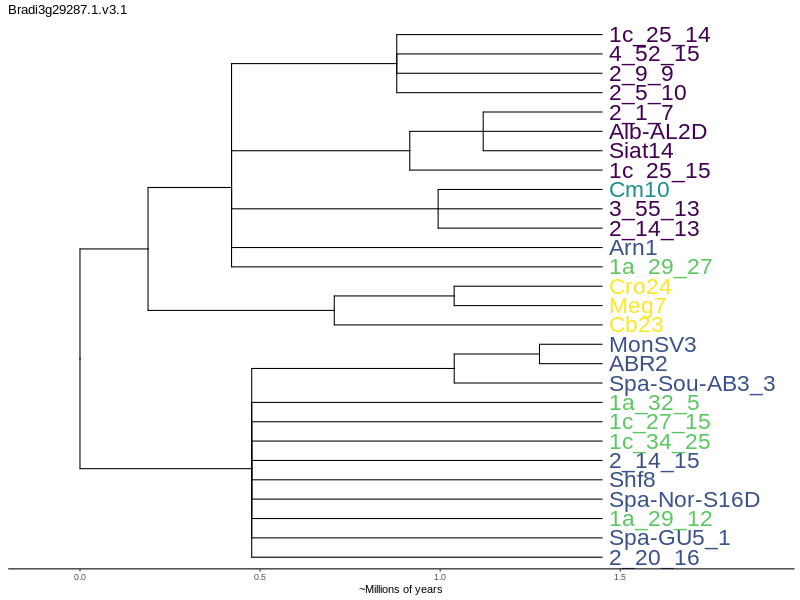 Bradi3g29287.1.v3.1
1c_25_14
4_52_15
2_9_9
2_5_10
2_1_7
Alb-AL2D
Siat14
1c_25_15
Cm10
3_55_13
2_14_13
Arn1
1a_29_27
Cro24
Meg7
Cb23
MonSV3
ABR2
Spa-Sou-AB3_3
1a_32_5
1c_27_15
1c_34_25
2_14_15
Shf8
Spa-Nor-S16D
1a_29_12
Spa-GU5_1
2_20_16
0.0 0.5 1.0 1.5
~Millions of years